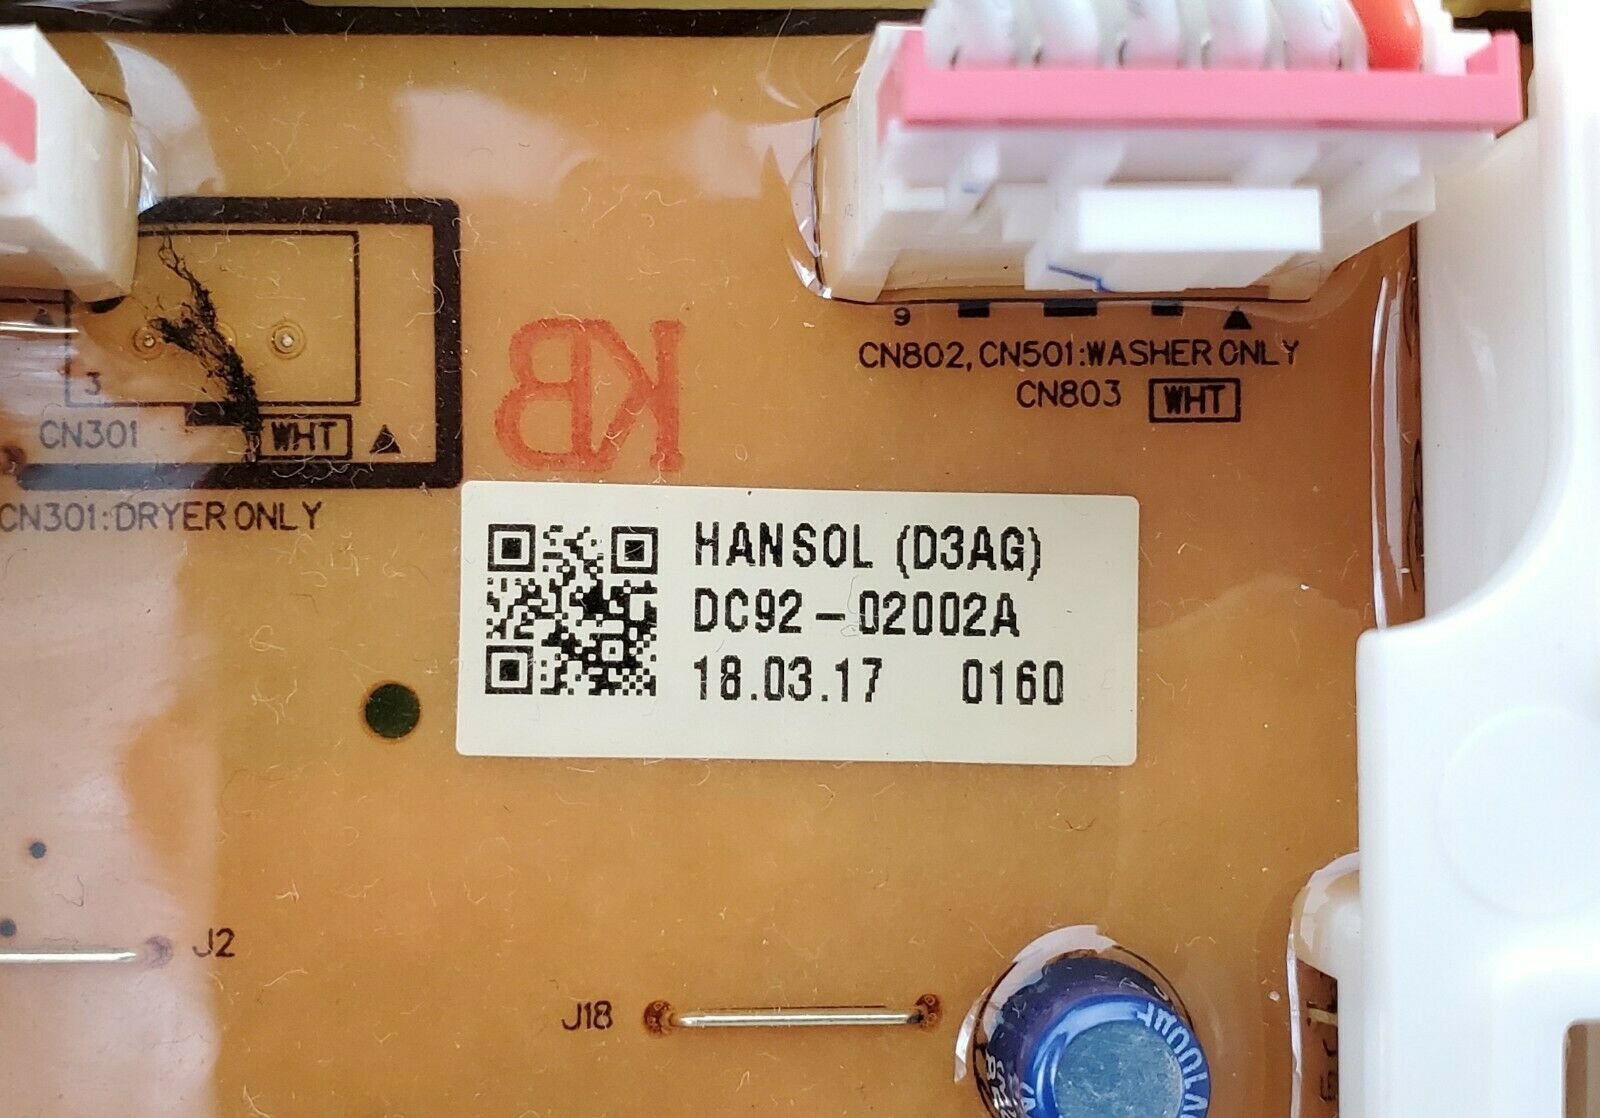 9
CN802, CN501:WASHER ONLY
CN803 WHT
KB
3
CN301 WHT
CN301:DRYER ONLY
HANSOL (D3AG)
DC92-02002A
18.03.17 0160
J2
J18